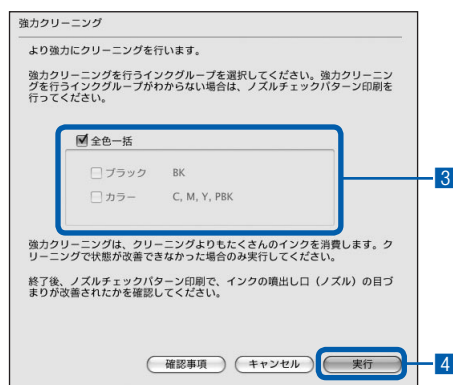 強力クリーニング
より強力にクリーニングを行います。
強力クリーニングを行うインクグループを選択してください。強力クリーニン
グを行うインクグループがわからない場合は、ノズルチェックパターン印刷を
行ってください。
全色一括
ブラック BK
カラー C, M, Y, PBK
3
強力クリーニングは、クリーニングよりもたくさんのインクを消費します。ク
リーニングで状態が改善できなかった場合のみ実行してください。
終了後、ノズルチェックパターン印刷で、インクの噴出し口（ノズル）の目づ
まりが改善されたかを確認してください。
確認事項 キャンセル 実行 4